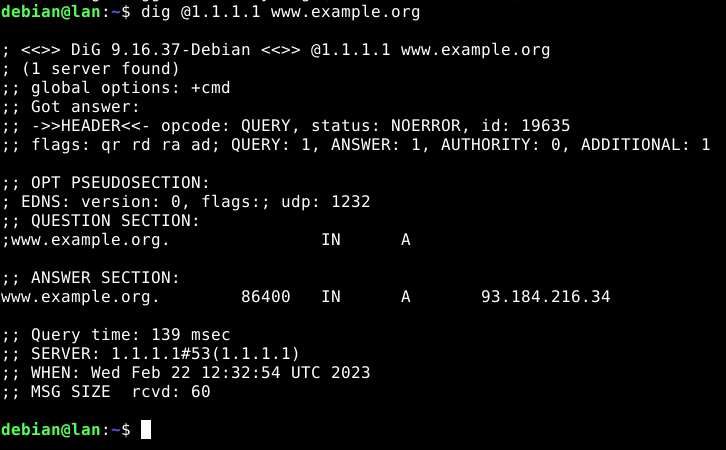 debian@lan:~$ dig @1.1.1.1 www.example.org
; <<>> DiG 9.16.37-Debian <<>> @1.1.1.1 www.example.org
; (1 server found)
;; global options: +cmd
;; Got answer:
;; ->>HEADER<<- opcode: QUERY, status: NOERROR, id: 19635
;; flags: qr rd ra ad; QUERY: 1, ANSWER: 1, AUTHORITY: 0, ADDITIONAL: 1
;; OPT PSEUDOSECTION:
; EDNS: version: 0, flags:; udp: 1232
;; QUESTION SECTION:
;www.example.org. IN A
;; ANSWER SECTION:
www.example.org. 86400 IN A 93.184.216.34
;; Query time: 139 msec
;; SERVER: 1.1.1.1#53(1.1.1.1)
;; WHEN: Wed Feb 22 12:32:54 UTC 2023
;; MSG SIZE rcvd: 60
debian@lan:~$